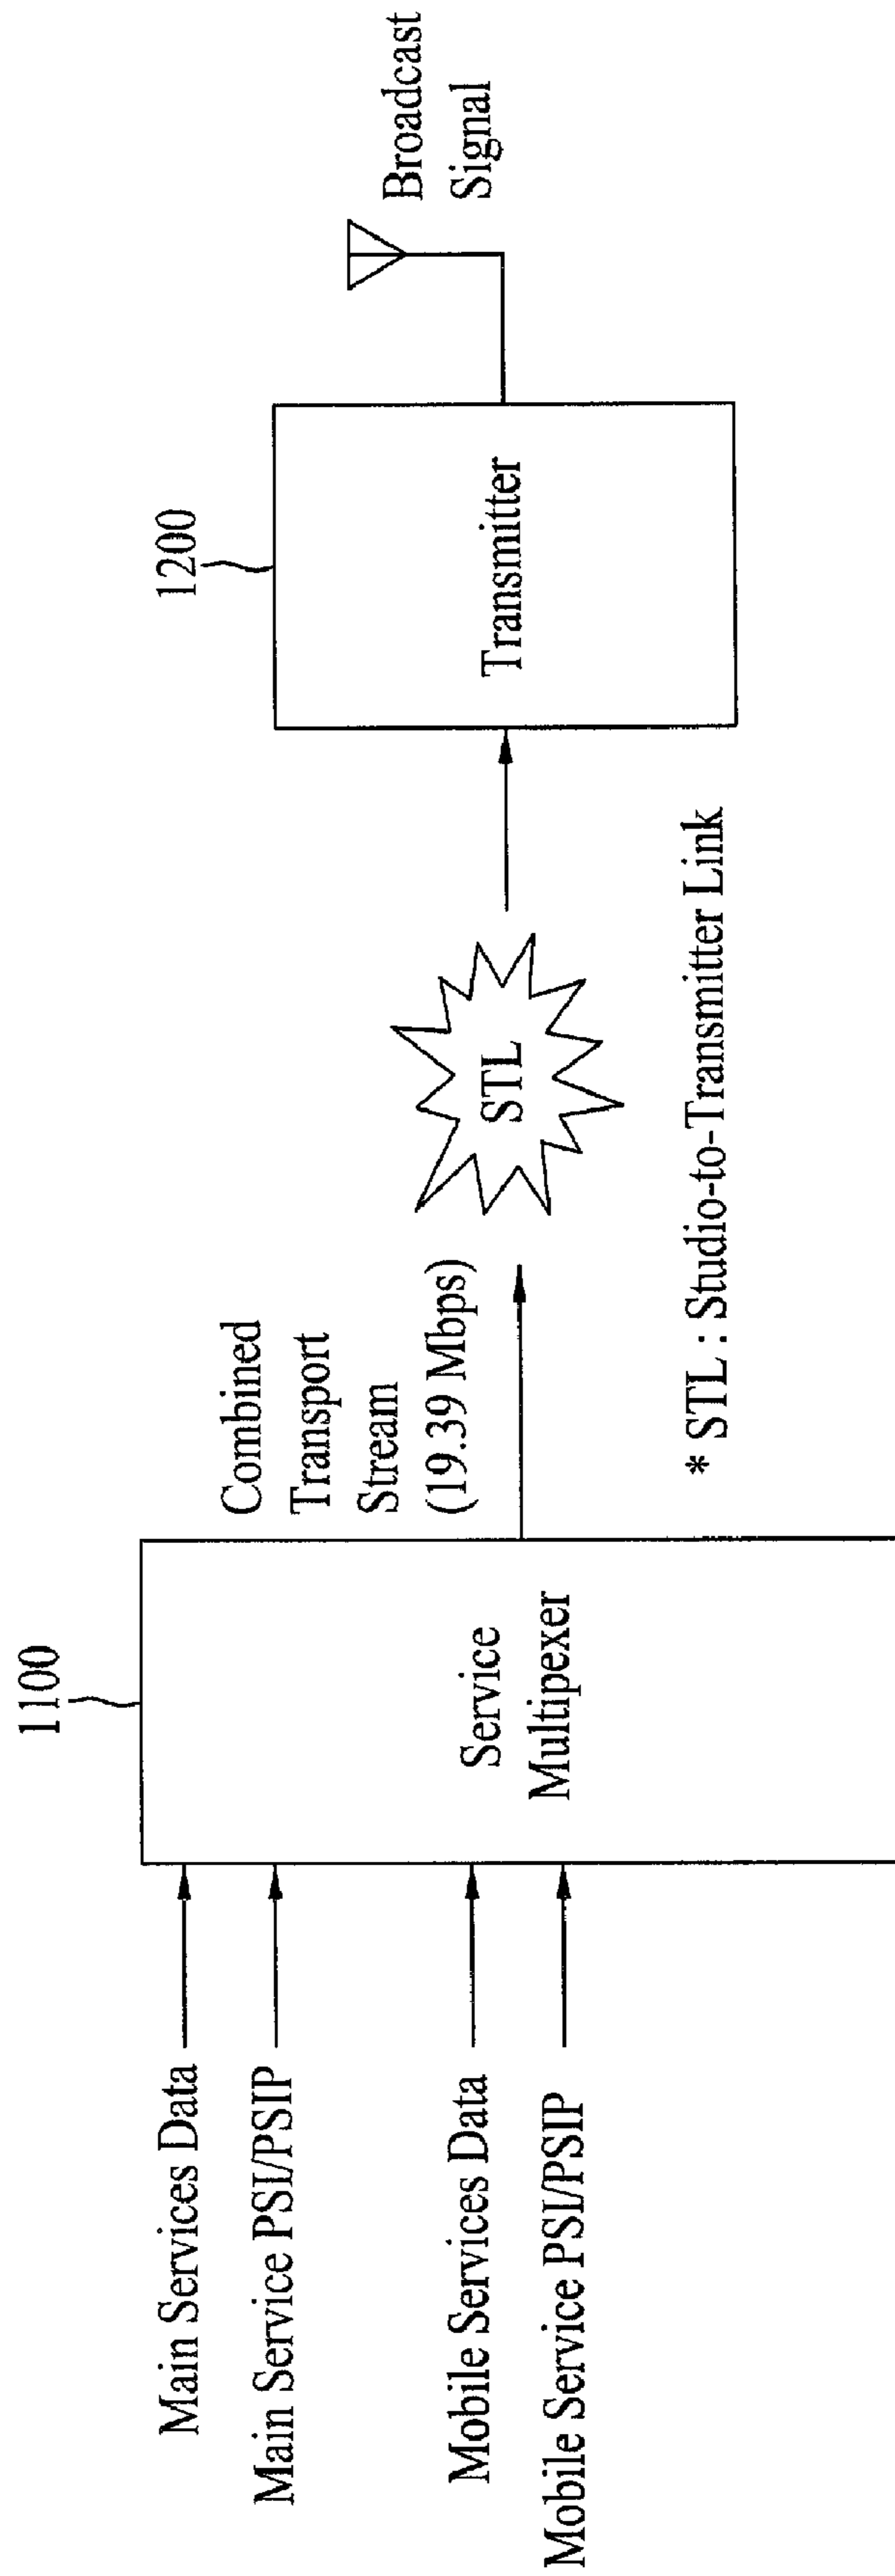 Main Services Data
Main Service PSI/PSIP
Mobile Services Data
Mobile Service PSI/PSIP
1100
Service
Multipexer
Combined
Transport
Stream
(19.39 Mbps)
STL
* STL : Studio-to-Transmitter Link
1200
Transmitter
Broadcast
Signal